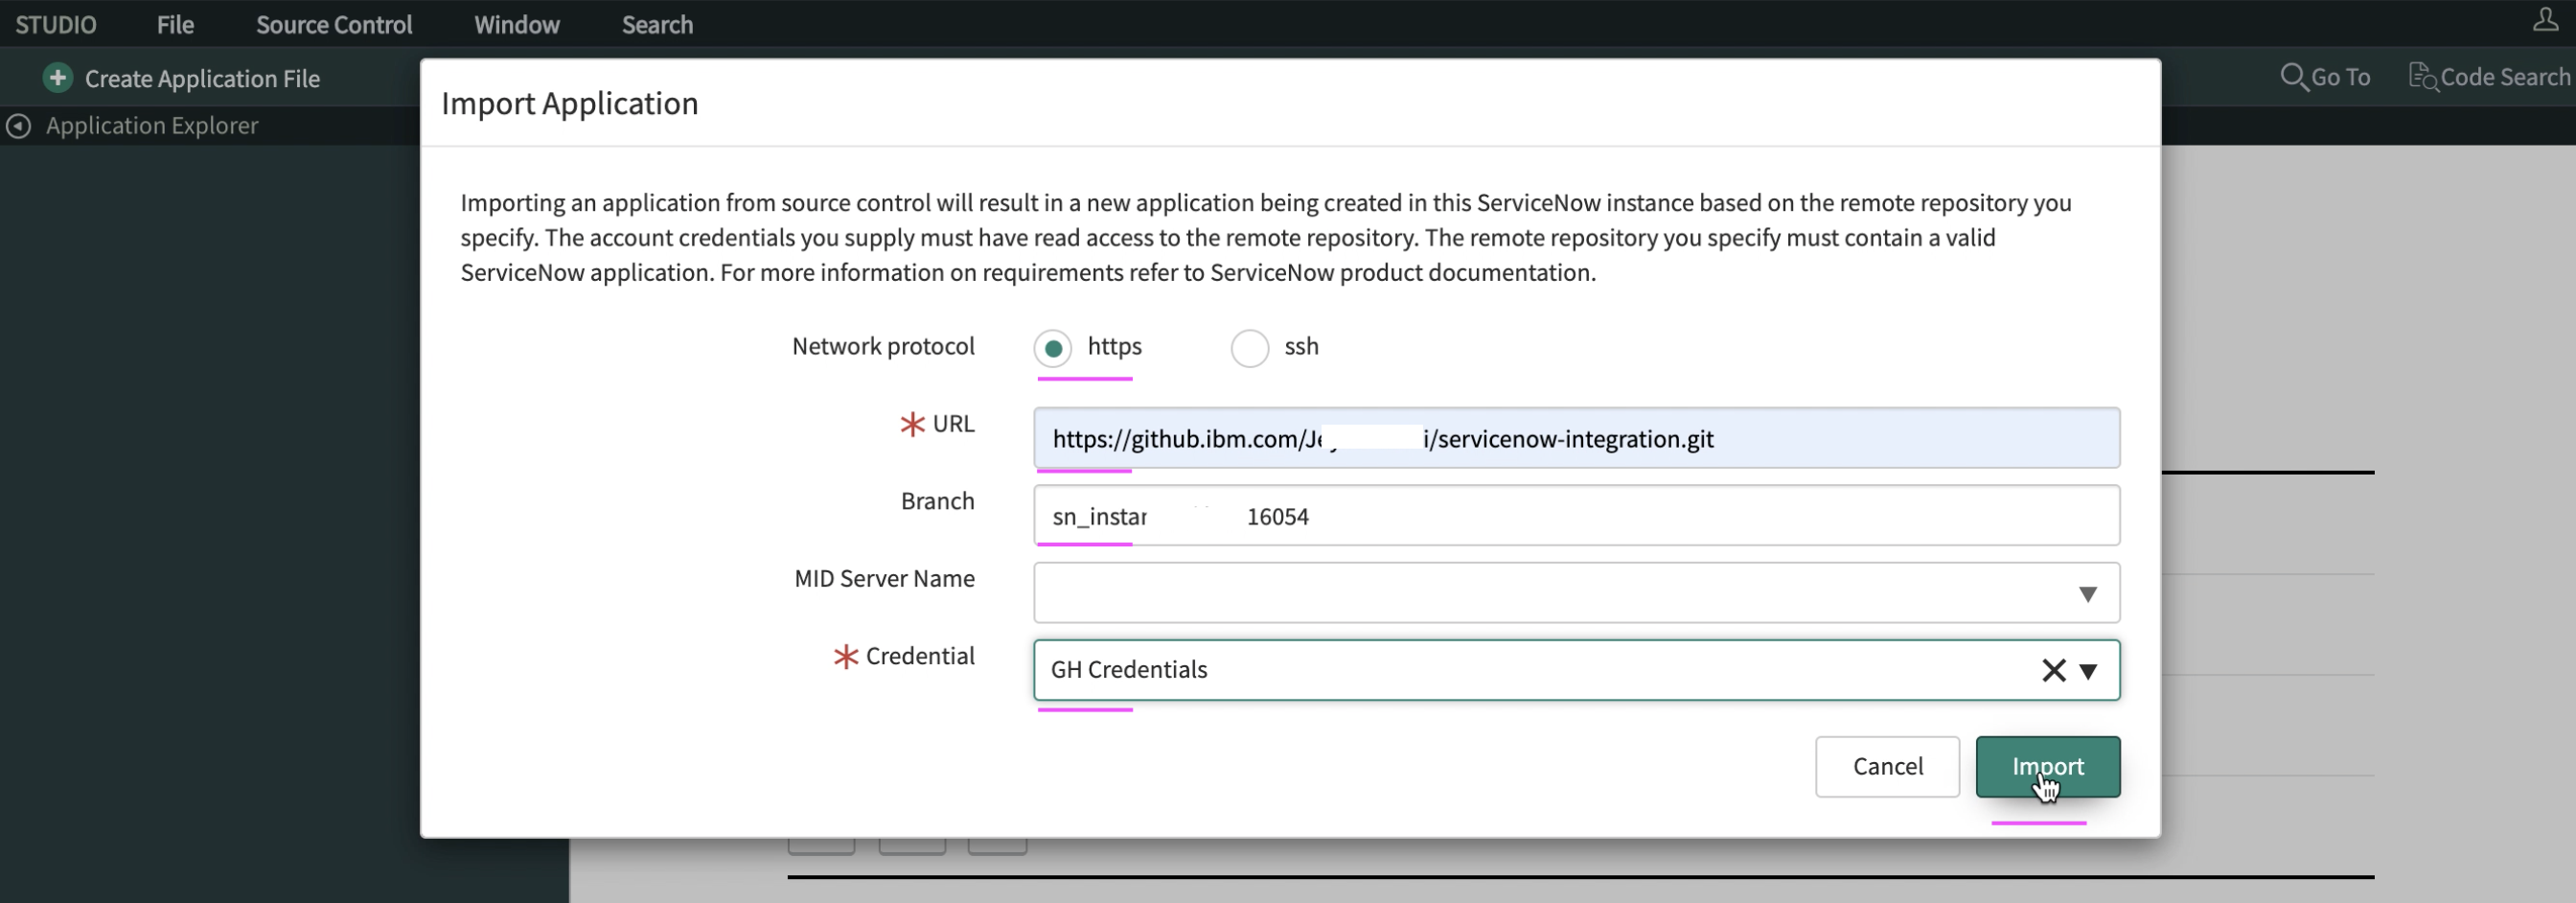 STUDIO File Source Control Window Search
Create Application File
Go To Code Search
Application Explorer
Import Application
Importing an application from source control will result in a new application being created in this ServiceNow instance based on the remote repository you
specify. The account credentials you supply must have read access to the remote repository. The remote repository you specify must contain a valid
ServiceNow application. For more information on requirements refer to ServiceNow product documentation.
Network protocol https ssh
* URL
https://github.ibm.com/J i/servicenow-integration.git
Branch
sn_instar 16054
MID Server Name
* Credential
GH Credentials
Cancel Import